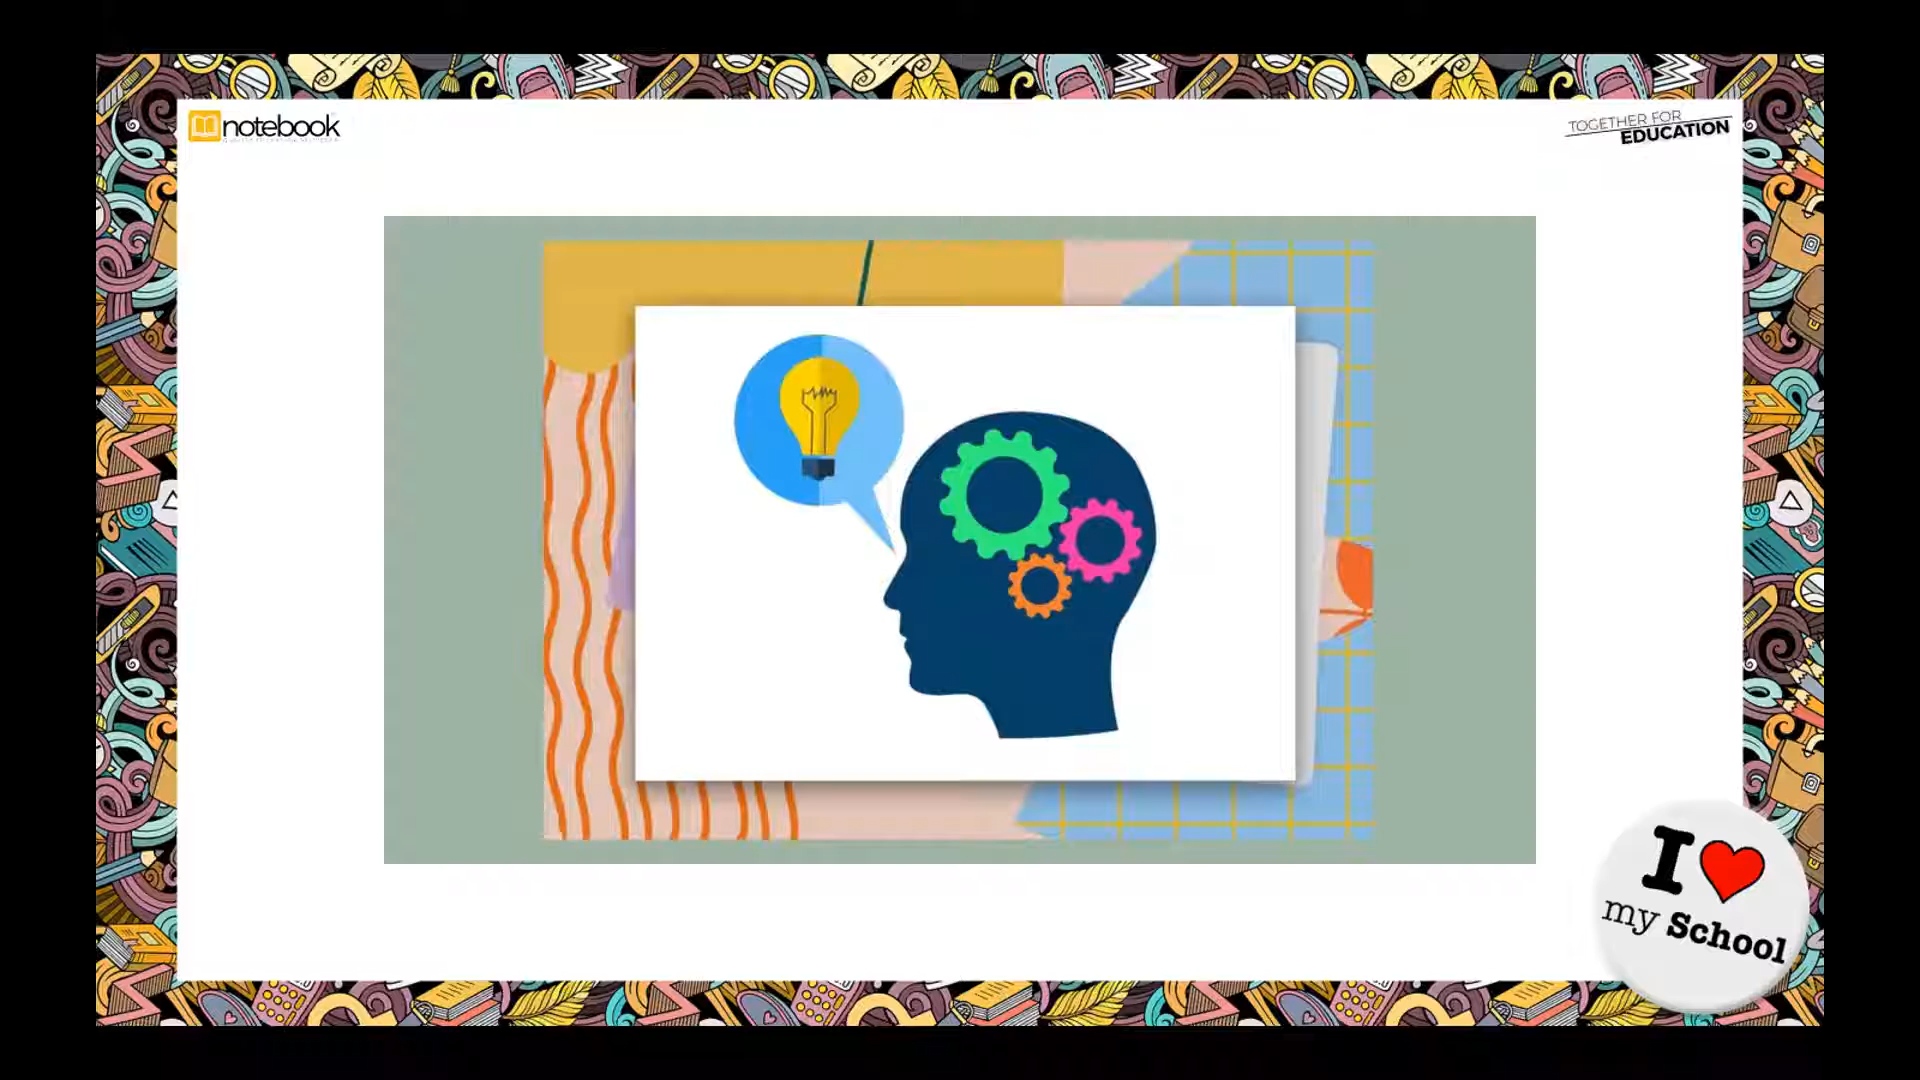 notebook
TOGETHER FOR
EDUCATION
I
my School